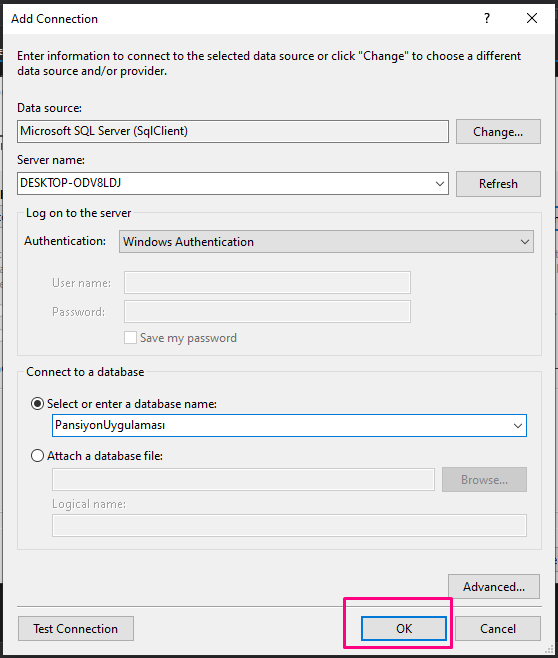 Add Connection
?
Enter information to connect to the selected data source or click "Change" to choose a different
data source and/or provider.
Data source:
Microsoft SQL Server (SqlClient)
Change...
Server name:
DESKTOP-ODV8LDJ
Refresh
Log on to the server
Authentication:
Windows Authentication
User name:
Password:
Save my password
Connect to a database
Select or enter a database name:
PansiyonUygulaması
Attach a database file:
Browse...
Logical name:
Advanced...
Test Connection
OK
Cancel